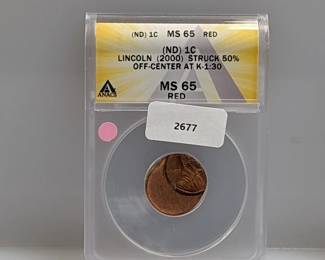 (ND) 1C MS 65 RED
(ND) 1C
LINCOLN (2000) STRUCK 50%
OFF-CENTER AT K-1:30
ANACS
MS 65
RED
2677